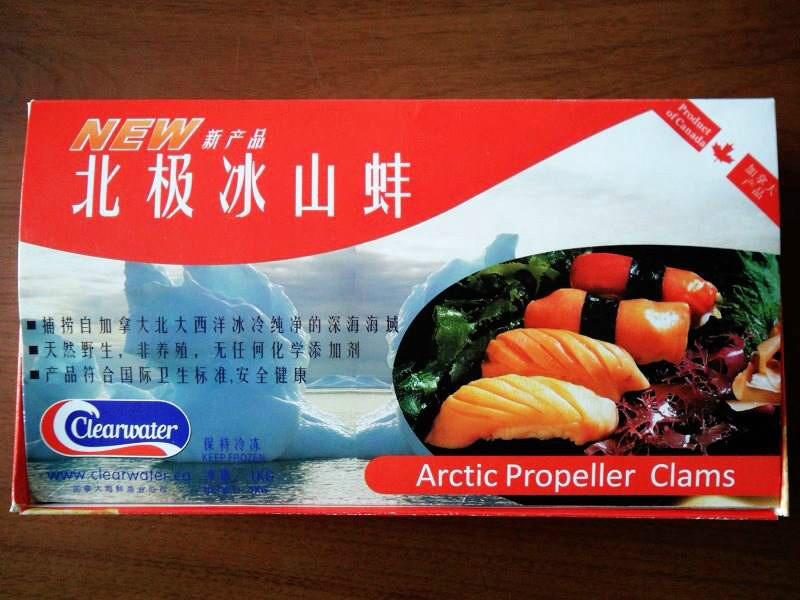 NEW 新产品
Product
of Canada
加拿大
产品
北极冰山蚌
■ 捕捞自加拿大北大西洋冰冷纯净的深海海域
■ 天然野生，非养殖，无任何化学添加剂
■ 产品符合国际卫生标准,安全健康
Clearwater
保持冷冻
KEEP FROZEN
www.clearwater.ca
1KG
Arctic Propeller Clams